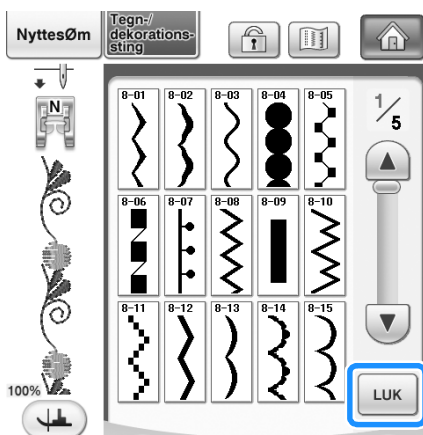 NyttesØm
Tegn-/
dekorations-
sting
N
8-01 8-02 8-03 8-04 8-05
1/5
8-06 8-07 8-08 8-09 8-10
8-11 8-12 8-13 8-14 8-15
100%
LUK